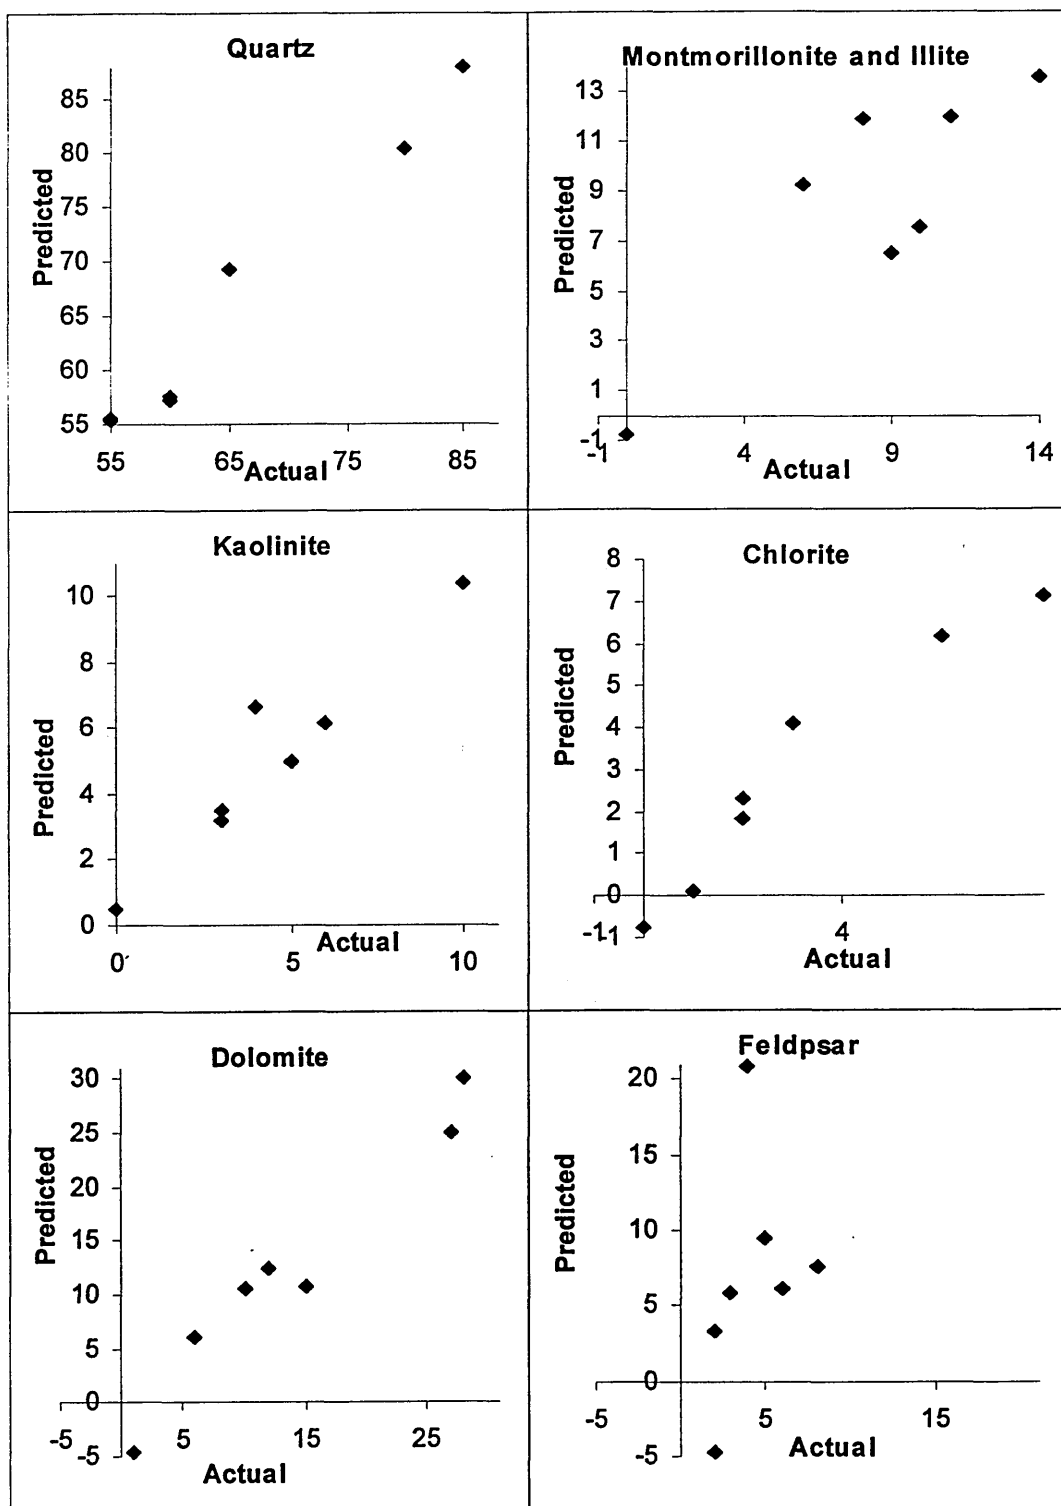 Quartz
85
80
75
70
65
60
55
Predicted
55 65 75 85
Actual
Montmorillonite and Illite
13
11
9
7
5
3
1
-1
Predicted
-1 4 9 14
Actual
Kaolinite
10
8
6
4
2
0
Predicted
0 5 10
Actual
Chlorite
8
7
6
5
4
3
2
1
0
-1
Predicted
-1 4
Actual
Dolomite
30
25
20
15
10
5
0
-5
Predicted
-5 5 15 25
Actual
Feldpsar
20
15
10
5
0
-5
Predicted
-5 5 15
Actual